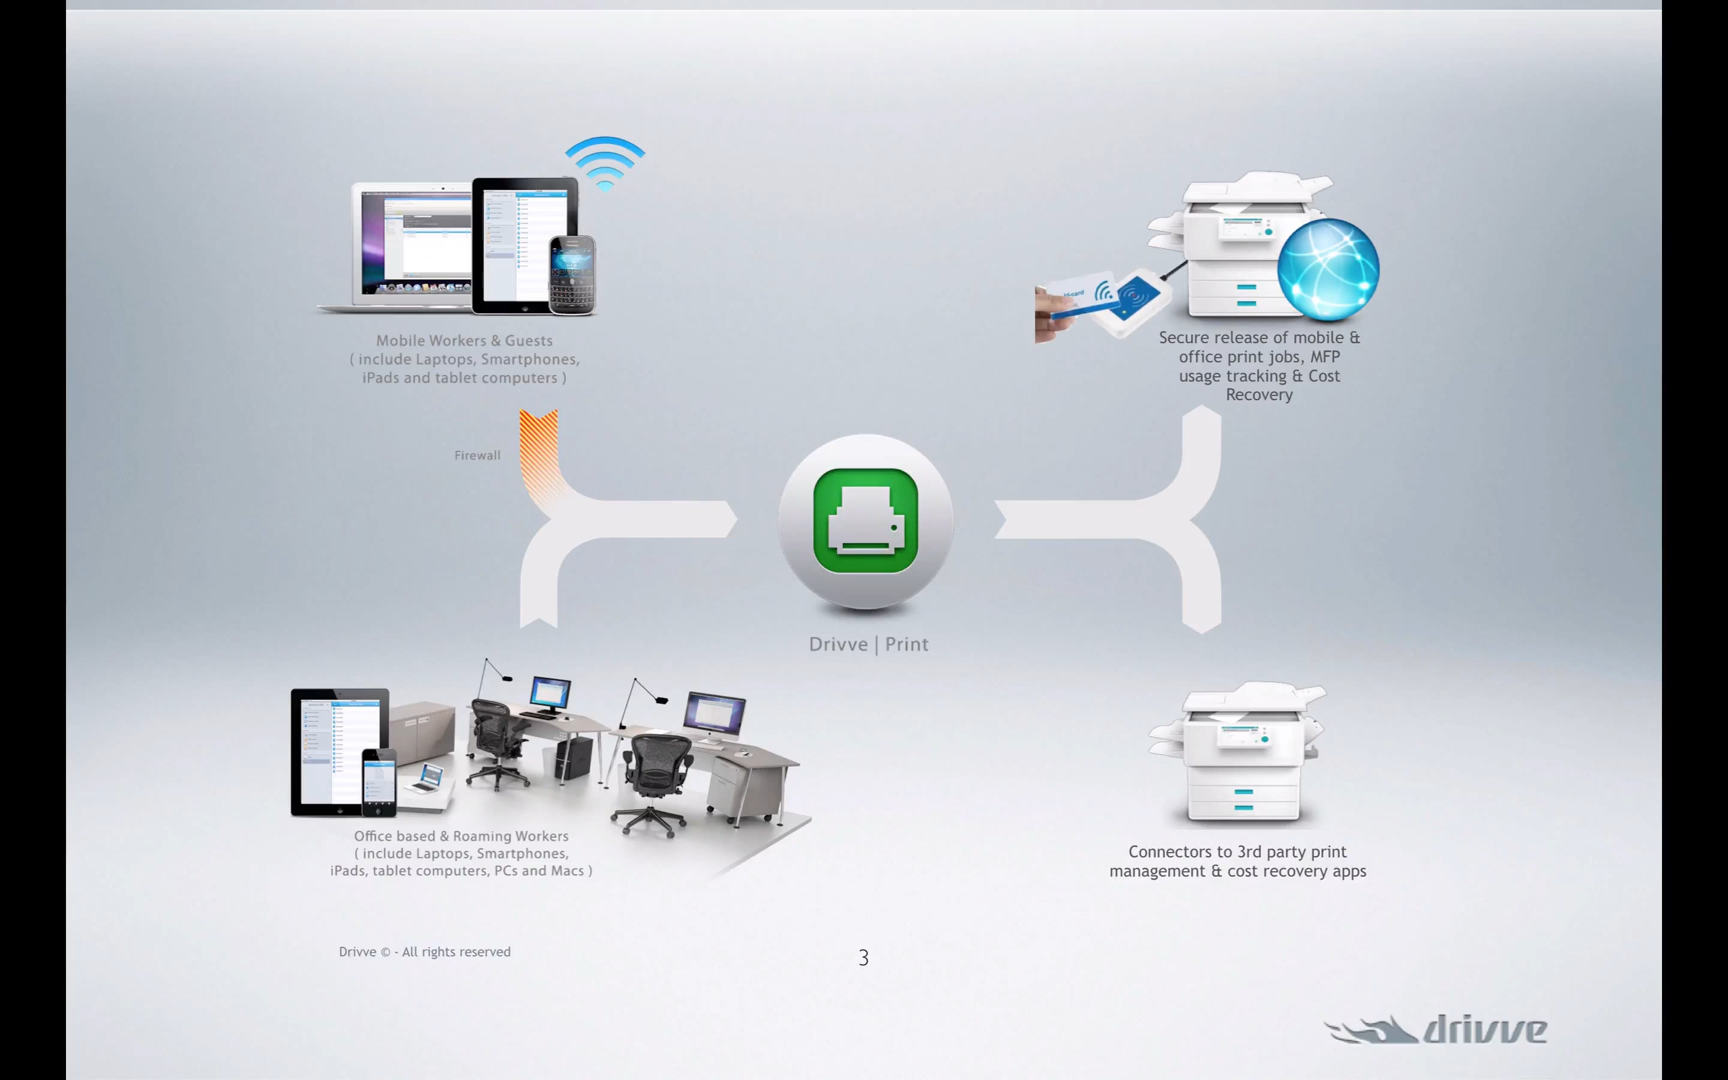 Mobile Workers & Guests
( include Laptops, Smartphones,
iPads and tablet computers )
Secure release of mobile &
office print jobs, MFP
usage tracking & Cost
Recovery
Firewall
Drivve | Print
Office based & Roaming Workers
( include Laptops, Smartphones,
iPads, tablet computers, PCs and Macs )
Connectors to 3rd party print
management & cost recovery apps
Drivve © - All rights reserved
3
drivve